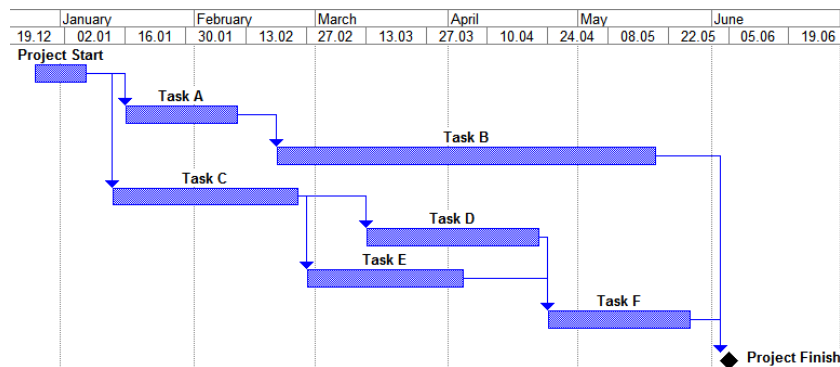 January February March April May June
19.12 02.01 16.01 30.01 13.02 27.02 13.03 27.03 10.04 24.04 08.05 22.05 05.06 19.06
Project Start
Task A
Task B
Task C
Task D
Task E
Task F
Project Finish